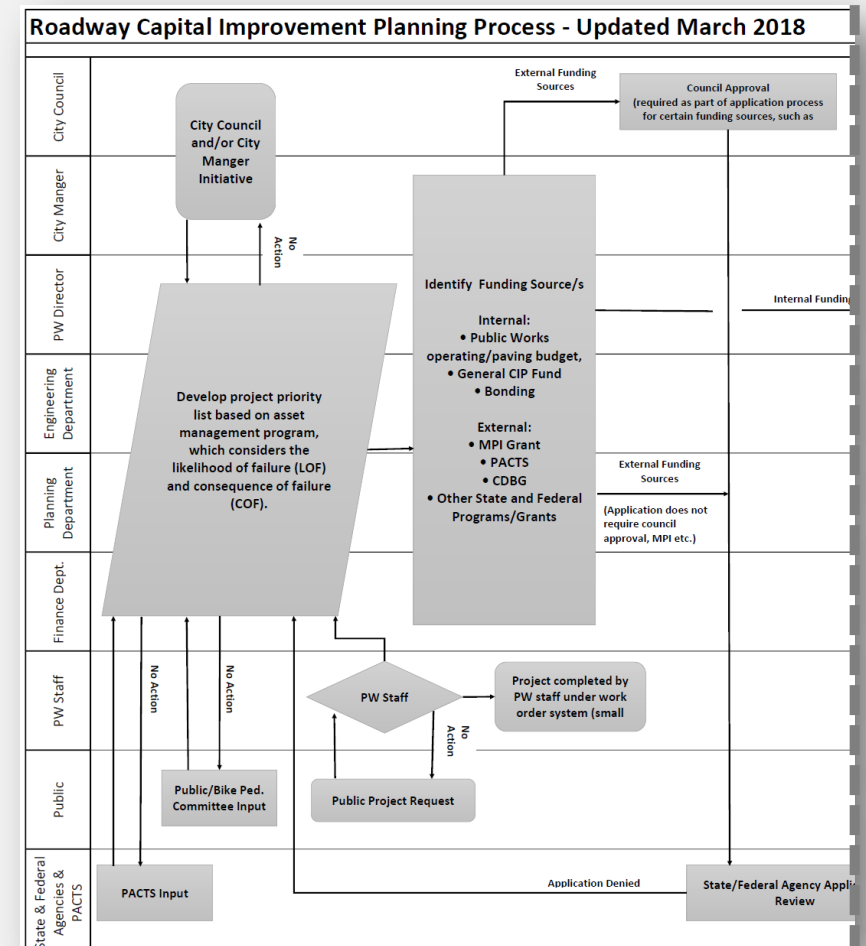 Roadway Capital Improvement Planning Process - Updated March 2018
City Council
External Funding
Sources
Council Approval
(required as part of application process
for certain funding sources, such as
City Council
and/or City
Manger
Initiative
City Manger
No
Action
PW Director
Identify Funding Source/s
Internal:
• Public Works
operating/paving budget,
• General CIP Fund
• Bonding
External:
• MPI Grant
• PACTS
• CDBG
• Other State and Federal
Programs/Grants
Internal Funding
Engineering
Department
Develop project priority
list based on asset
management program,
which considers the
likelihood of failure (LOF)
and consequence of failure
(COF).
Planning
Department
External Funding
Sources
(Application does not
require council
approval, MPI etc.)
Finance Dept.
PW Staff
No Action
No Action
PW Staff
No
Action
Project completed by
PW staff under work
order system (small
Public
Public/Bike Ped.
Committee Input
Public Project Request
State & Federal
Agencies &
PACTS
PACTS Input
Application Denied
State/Federal Agency
Review